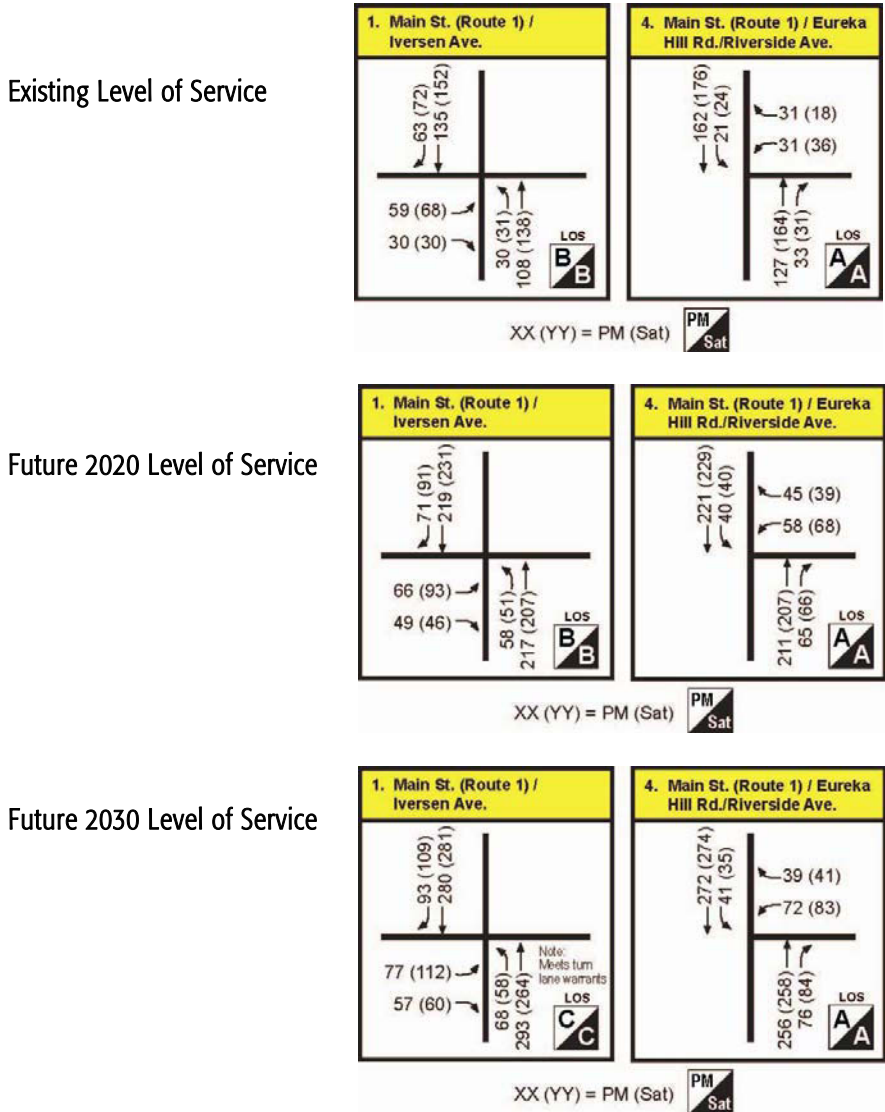 Existing Level of Service
1. Main St. (Route 1) /
Iversen Ave.
63 (72)
135 (152)
59 (68)
30 (30)
30 (31)
108 (138)
LOS
B
B
4. Main St. (Route 1) / Eureka
Hill Rd./Riverside Ave.
162 (176)
21 (24)
31 (18)
31 (36)
127 (164)
33 (31)
LOS
A
A
XX (YY) = PM (Sat)
PM
Sat
Future 2020 Level of Service
1. Main St. (Route 1) /
Iversen Ave.
71 (91)
219 (231)
66 (93)
49 (46)
58 (51)
217 (207)
LOS
B
B
4. Main St. (Route 1) / Eureka
Hill Rd./Riverside Ave.
221 (229)
40 (40)
45 (39)
58 (68)
211 (207)
65 (66)
LOS
A
A
XX (YY) = PM (Sat)
PM
Sat
Future 2030 Level of Service
1. Main St. (Route 1) /
Iversen Ave.
93 (109)
280 (281)
77 (112)
57 (60)
68 (58)
293 (264)
Note:
Meets turn
lane warrants
LOS
C
C
4. Main St. (Route 1) / Eureka
Hill Rd./Riverside Ave.
272 (274)
41 (35)
39 (41)
72 (83)
256 (258)
76 (84)
LOS
A
A
XX (YY) = PM (Sat)
PM
Sat